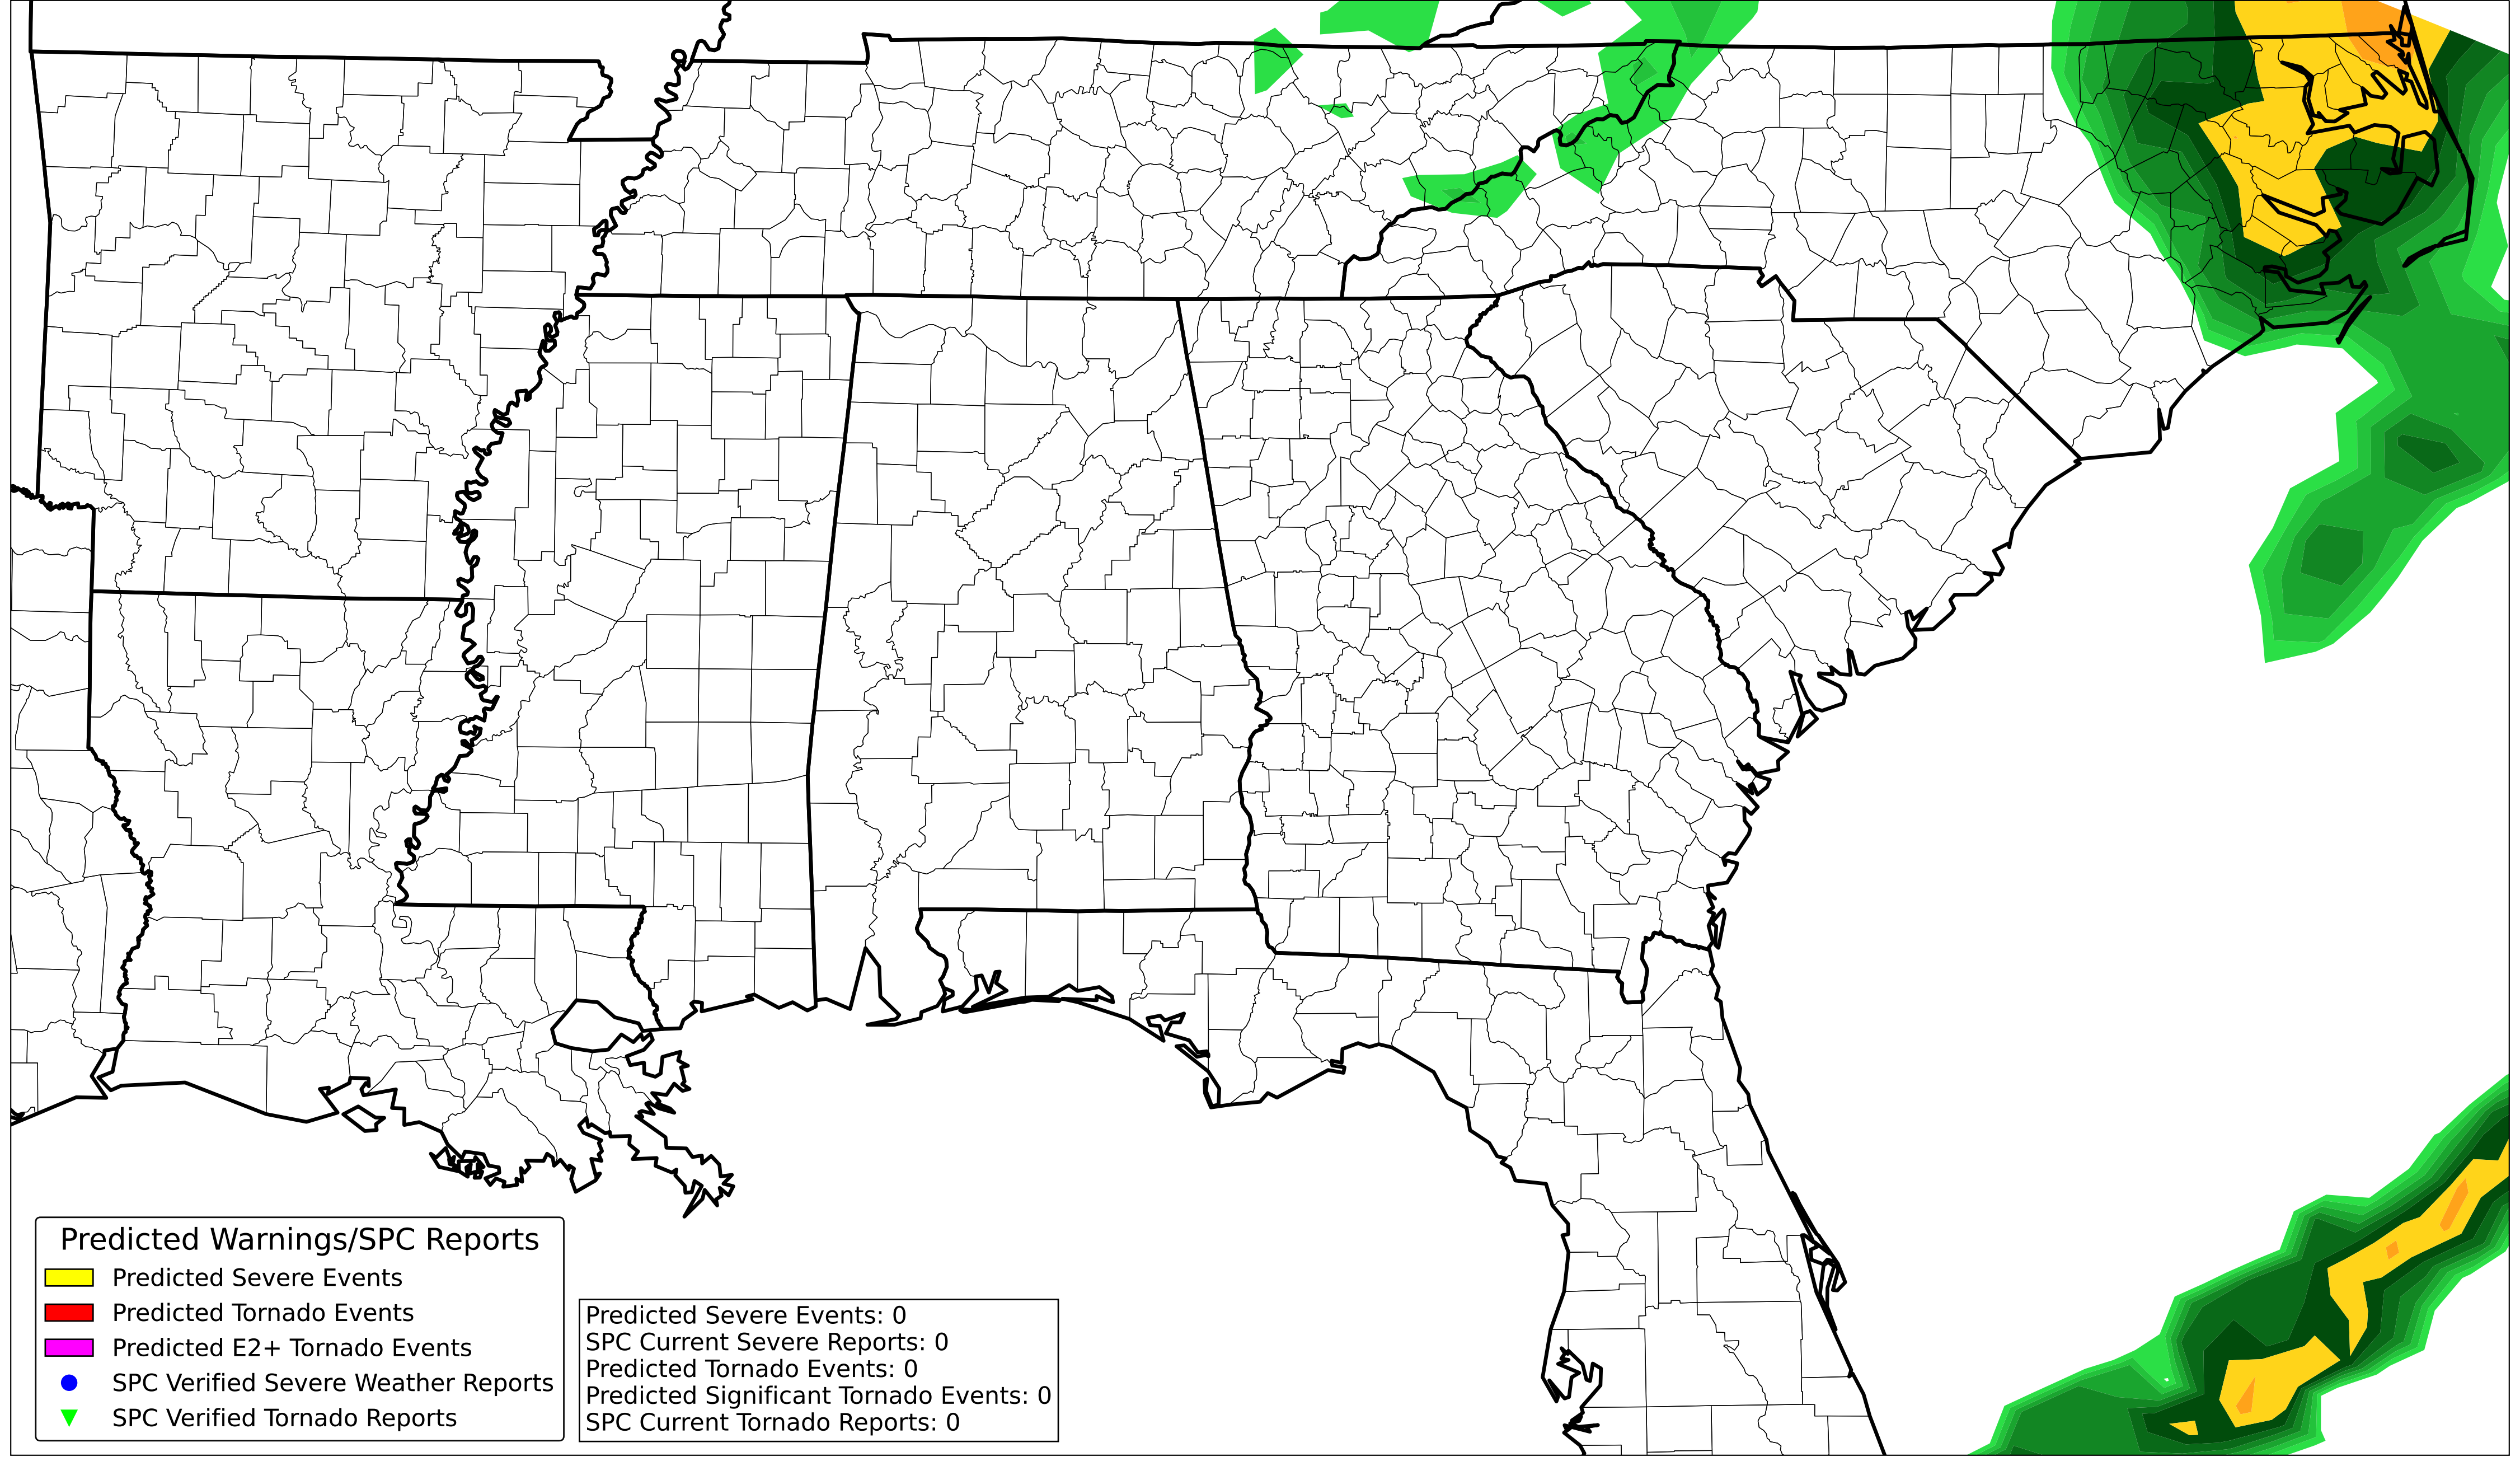 Predicted Warnings/SPC Reports
Predicted Severe Events
Predicted Tornado Events
Predicted E2+ Tornado Events
SPC Verified Severe Weather Reports
SPC Verified Tornado Reports
Predicted Severe Events: 0
SPC Current Severe Reports: 0
Predicted Tornado Events: 0
Predicted Significant Tornado Events: 0
SPC Current Tornado Reports: 0